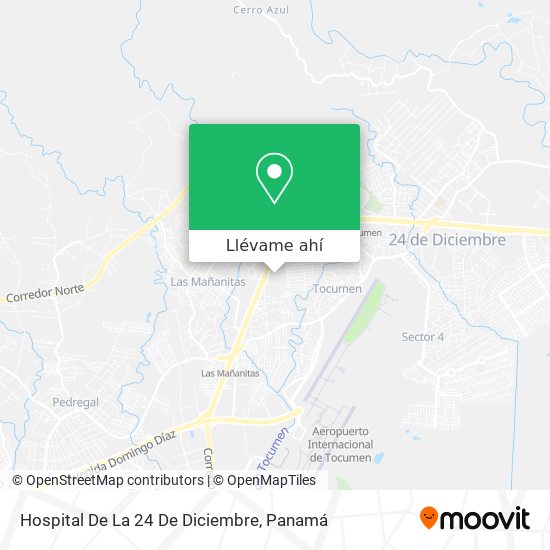 Cerro Azul
Llévame ahí
24 de Diciembre
Las Mañanitas
Corredor Norte
Tocumen
Sector 4
Las Mañanitas
Pedregal
Domingo Díaz
Tocumen
Aeropuerto
Internacional
de Tocumen
© OpenStreetMap contributors | © OpenMapTiles
Hospital De La 24 De Diciembre, Panamá
moovit